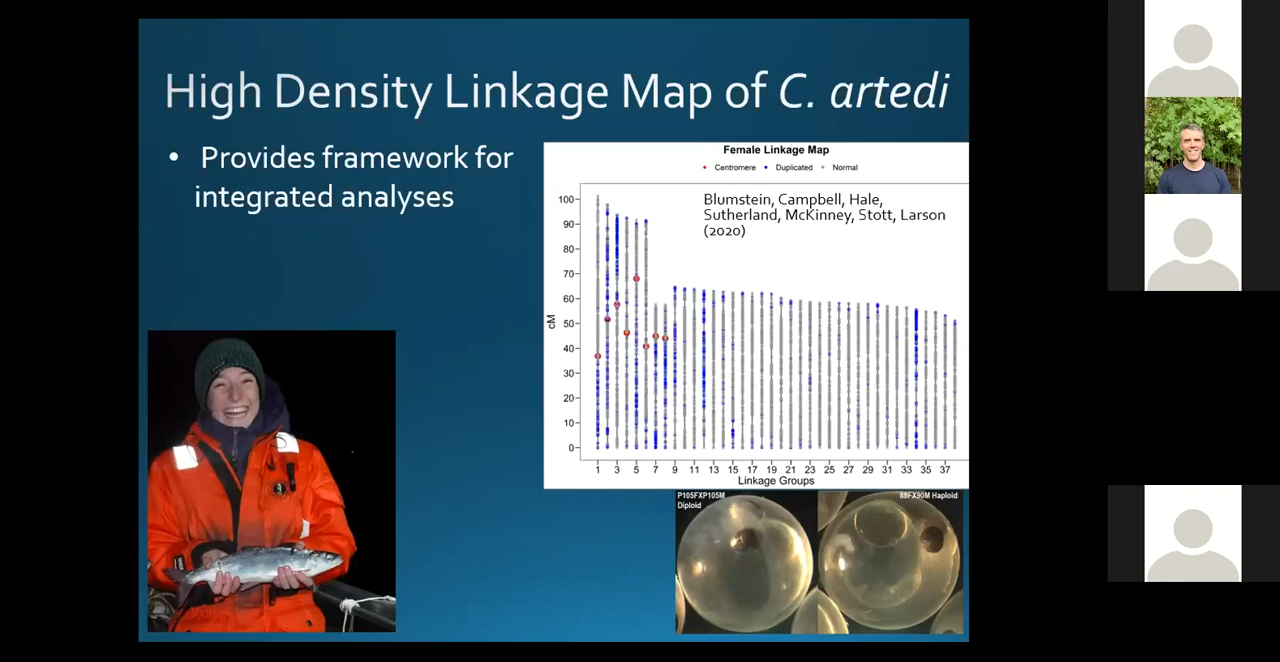 High Density Linkage Map of C. artedi
• Provides framework for
integrated analyses
Female Linkage Map
Centromere Duplicated Normal
Blumstein, Campbell, Hale,
Sutherland, McKinney, Stott, Larson
(2020)
100
90
80
70
60
50
40
30
20
10
0
cM
1 3 5 7 9 11 13 15 17 19 21 23 25 27 29 31 33 35 37
Linkage Groups
P105FXP105M
Diploid
88FX90M Haploid